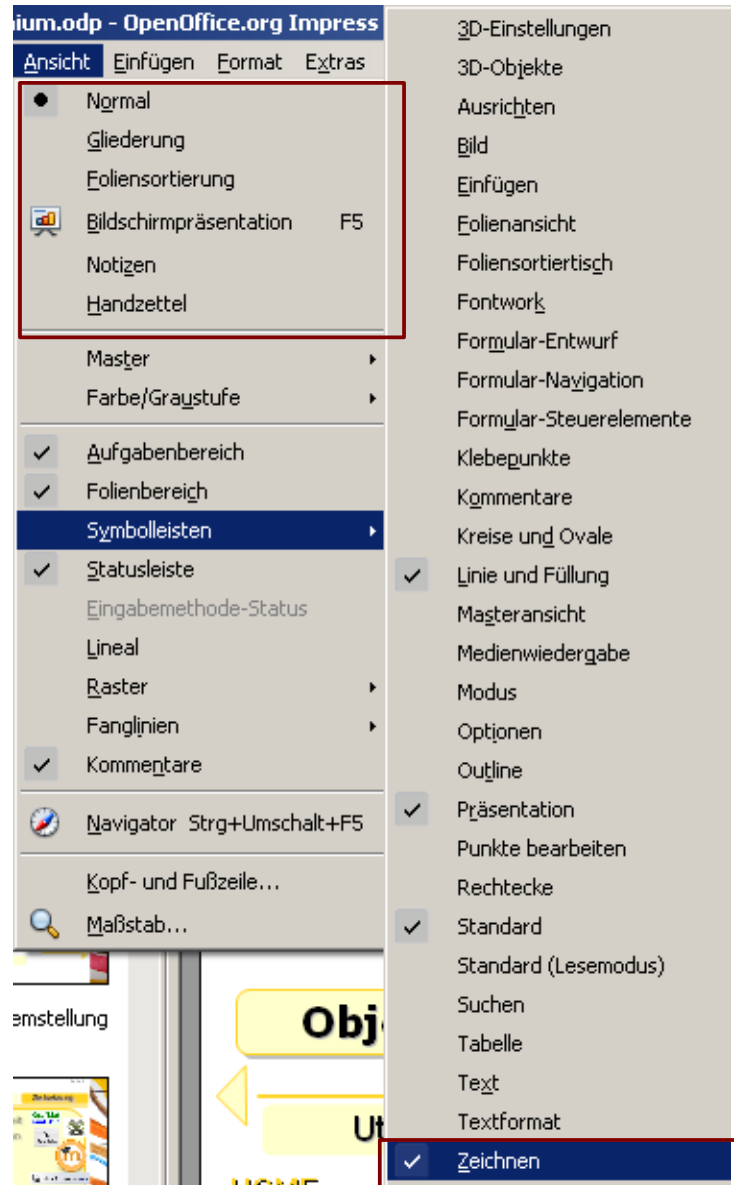 ium.odp - OpenOffice.org Impress
Ansicht Einfügen Format Extras
Normal
Gliederung
Foliensortierung
Bildschirmpräsentation F5
Notizen
Handzettel
Master
Farbe/Graustufe
Aufgabenbereich
Folienbereich
Symbolleisten
Statusleiste
Eingabemethode-Status
Lineal
Raster
Fanglinien
Kommentare
Navigator Strg+Umschalt+F5
Kopf- und Fußzeile...
Maßstab...
3D-Einstellungen
3D-Objekte
Ausrichten
Bild
Einfügen
Folienansicht
Foliensortiertisch
Fontwork
Formular-Entwurf
Formular-Navigation
Formular-Steuerelemente
Klebepunkte
Kommentare
Kreise und Ovale
Linie und Füllung
Masteransicht
Medienwiedergabe
Modus
Optionen
Outline
Präsentation
Punkte bearbeiten
Rechtecke
Standard
Standard (Lesemodus)
Suchen
Tabelle
Text
Textformat
Zeichnen
emstellung
Obj
Ut
HOME